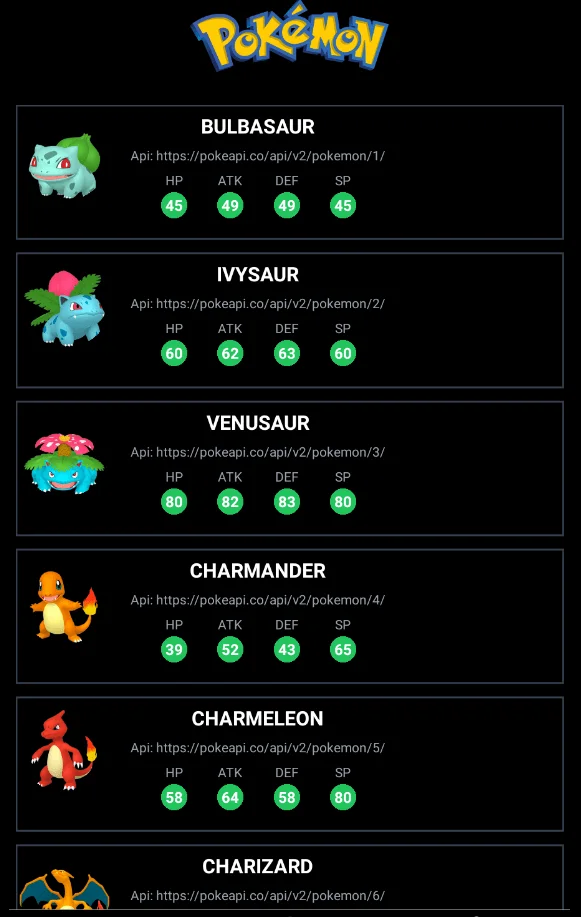 POKéMON
BULBASAUR
Api: https://pokeapi.co/api/v2/pokemon/1/
HP ATK DEF SP
45 49 49 45
IVYSAUR
Api: https://pokeapi.co/api/v2/pokemon/2/
HP ATK DEF SP
60 62 63 60
VENUSAUR
Api: https://pokeapi.co/api/v2/pokemon/3/
HP ATK DEF SP
80 82 83 80
CHARMANDER
Api: https://pokeapi.co/api/v2/pokemon/4/
HP ATK DEF SP
39 52 43 65
CHARMELEON
Api: https://pokeapi.co/api/v2/pokemon/5/
HP ATK DEF SP
58 64 58 80
CHARIZARD
Api: https://pokeapi.co/api/v2/pokemon/6/